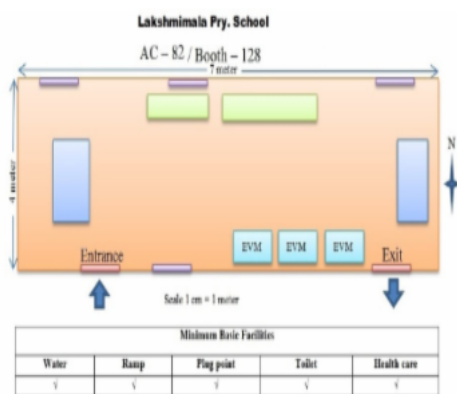 Lakshmimala Pry. School
AC – 82 / Booth – 128
7 meter
4 meter
N
EVM EVM EVM
Entrance
Exit
Scale 1 cm = 1 meter
Minimum Basic Facilities
Water Ramp Plug point Toilet Health care
√ √ √ √ √